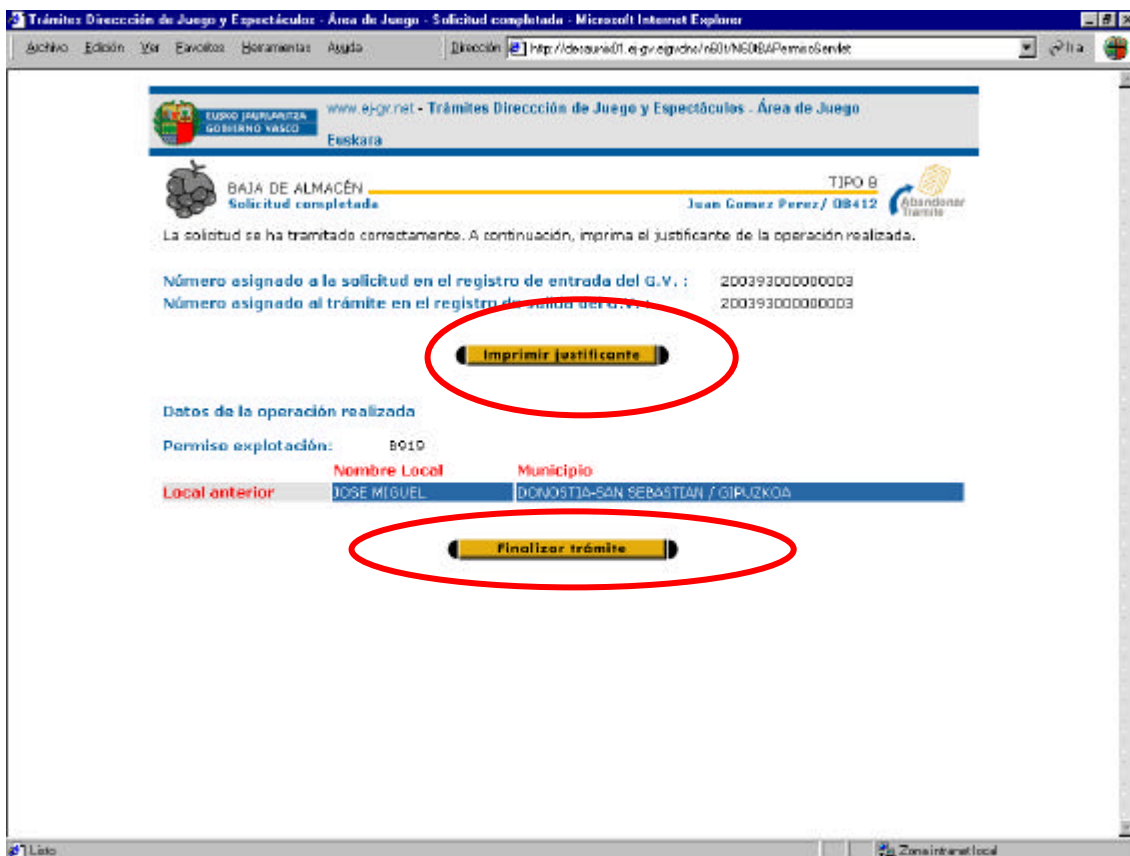 Trámites Direccción de Juego y Espectáculos - Área de Juego - Solicitud completada - Microsoft Internet Explorer
Archivo Edición Ver Favoritos Herramientas Ayuda Dirección
EUSKO JAURLARITZA
GOBIERNO VASCO
www.ej-gv.net - Trámites Direccción de Juego y Espectáculos - Área de Juego
Euskara
BAJA DE ALMACÉN
TIPO B
Solicitud completada
Juan Gomez Perez/ 08412
Abandonar Trámite
La solicitud se ha tramitado correctamente. A continuación, imprima el justificante de la operación realizada.
Número asignado a la solicitud en el registro de entrada del G.V. : 200393000000003
Número asignado al trámite en el registro de salida del G.V. : 200393000000003
Imprimir justificante
Datos de la operación realizada
Permiso explotación: B919
Nombre Local Municipio
Local anterior JOSE MIGUEL DONOSTIA-SAN SEBASTIAN / GIPUZKOA
Finalizar trámite
Listo Zona intranet local